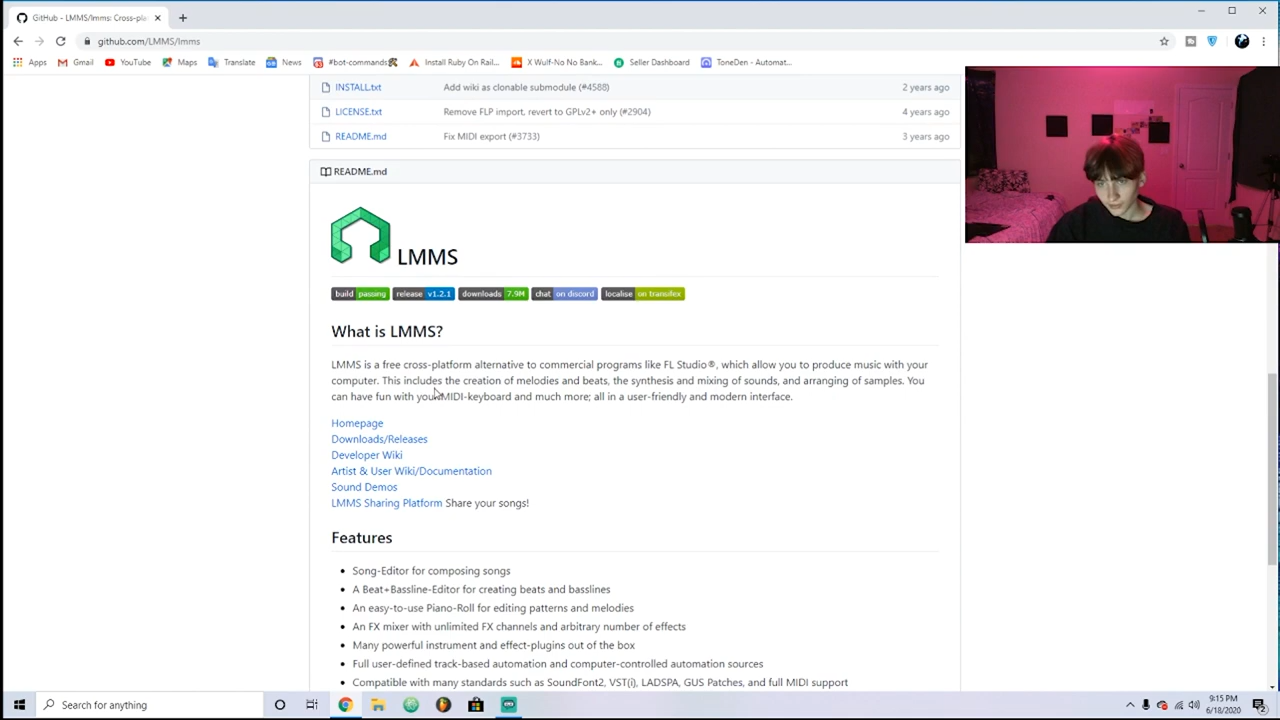 GitHub - LMMS/lmms: Cross-pla
github.com/LMMS/lmms
Apps Gmail YouTube Maps Translate News #bot-commands Install Ruby On Rail... X Wulf-No No Bank... Seller Dashboard ToneDen - Automat...
INSTALL.txt Add wiki as clonable submodule (#4588) 2 years ago
LICENSE.txt Remove FLP import, revert to GPLv2+ only (#2904) 4 years ago
README.md Fix MIDI export (#3733) 3 years ago
README.md
LMMS
build passing release v1.2.1 downloads 7.9M chat on discord localise on transifex
What is LMMS?
LMMS is a free cross-platform alternative to commercial programs like FL Studio®, which allow you to produce music with your
computer. This includes the creation of melodies and beats, the synthesis and mixing of sounds, and arranging of samples. You
can have fun with your MIDI-keyboard and much more; all in a user-friendly and modern interface.
Homepage
Downloads/Releases
Developer Wiki
Artist & User Wiki/Documentation
Sound Demos
LMMS Sharing Platform Share your songs!
Features
Song-Editor for composing songs
A Beat+Bassline-Editor for creating beats and basslines
An easy-to-use Piano-Roll for editing patterns and melodies
An FX mixer with unlimited FX channels and arbitrary number of effects
Many powerful instrument and effect-plugins out of the box
Full user-defined track-based automation and computer-controlled automation sources
Compatible with many standards such as SoundFont2, VST(i), LADSPA, GUS Patches, and full MIDI support
Search for anything
9:15 PM
6/18/2020
2